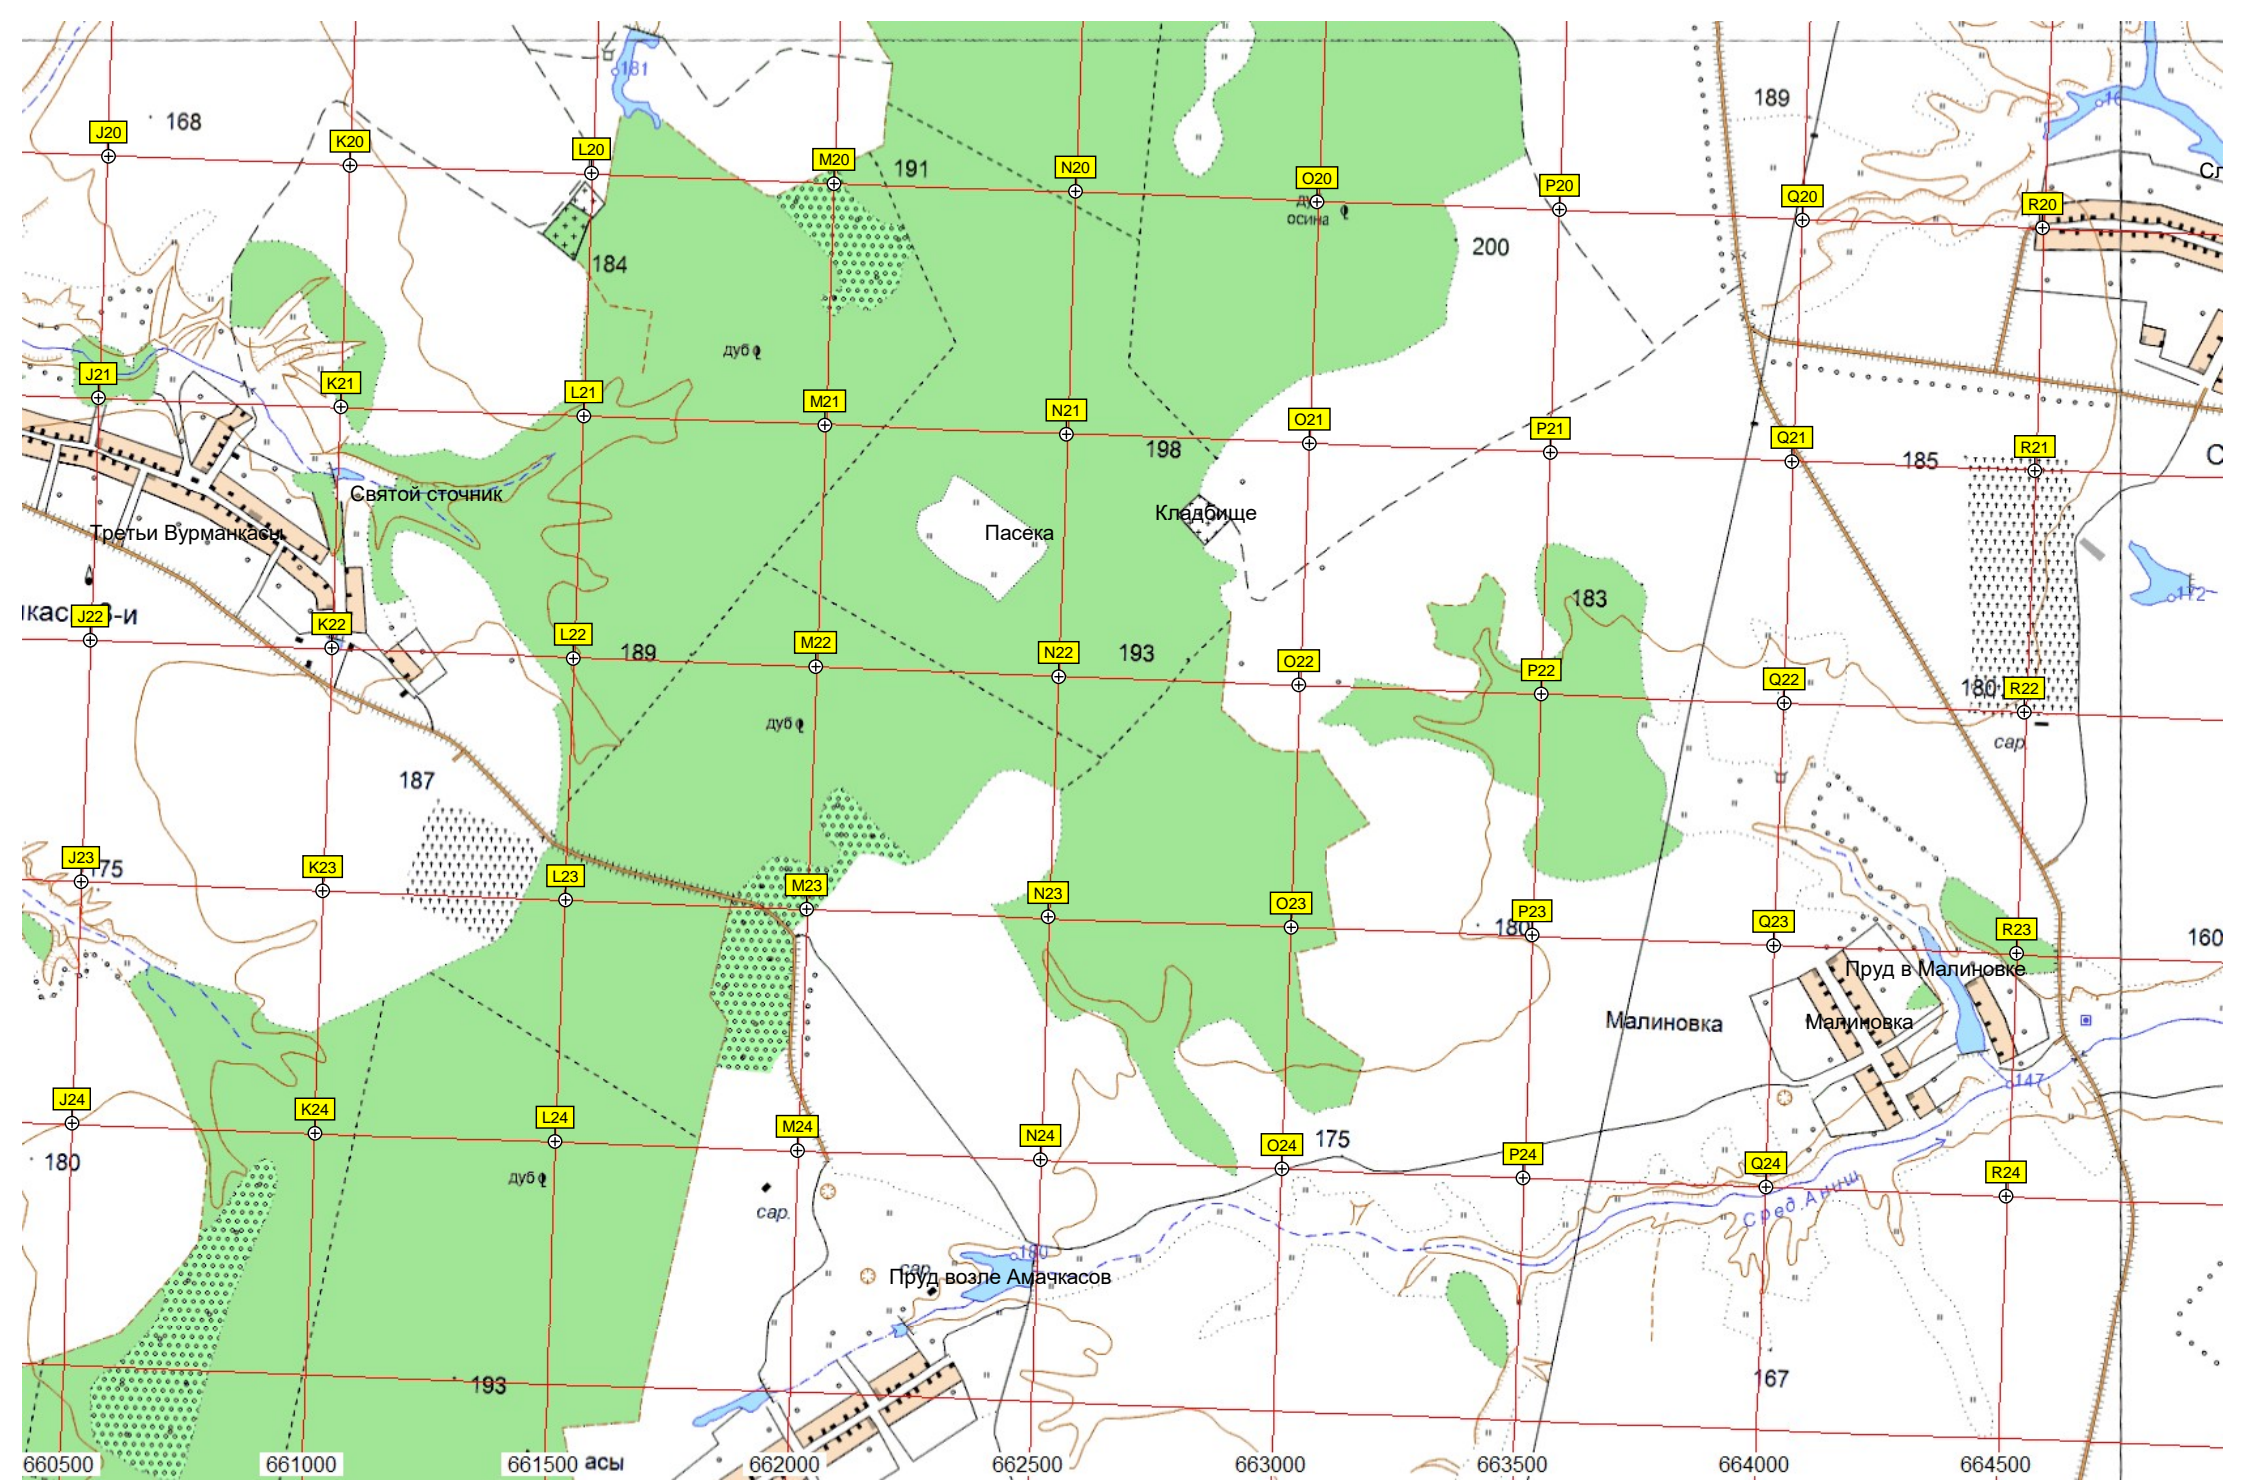 181
168
189
J20
K20
L20
M20
191
N20
O20
осина
P20
Q20
R20
184
200
дуб
J21
K21
L21
M21
N21
198
O21
P21
Q21
185
R21
Святой сточник
Третьи Вурманкасы
Пасека
Кладбище
183
172
J22
K22
L22
189
M22
N22
193
O22
P22
Q22
180
R22
дуб
сар.
187
J23
175
K23
L23
M23
N23
O23
P23
180
Q23
R23
160
Пруд в Малиновке
Малиновка
Малиновка
147
J24
K24
L24
M24
N24
O24
175
P24
Q24
R24
180
дуб
сар.
Сред Аниш
180
сар.
Пруд возле Амачкасов
193
167
660500
661000
661500
асы
662000
662500
663000
663500
664000
664500